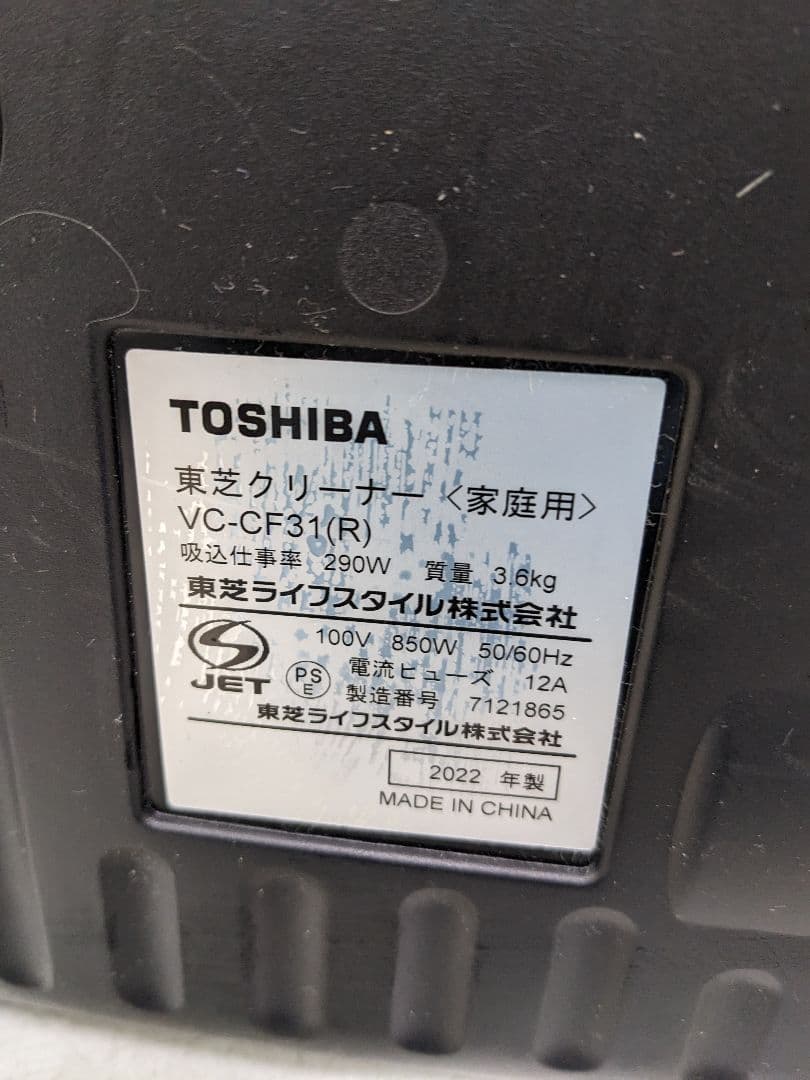 TOSHIBA
東芝クリーナー〈家庭用〉
VC-CF31(R)
吸込仕事率 290W 質量 3.6kg
東芝ライフスタイル株式会社
100V 850W 50/60Hz
電流ヒューズ 12A
JET
PS
E
製造番号 7121865
東芝ライフスタイル株式会社
2022 年製
MADE IN CHINA